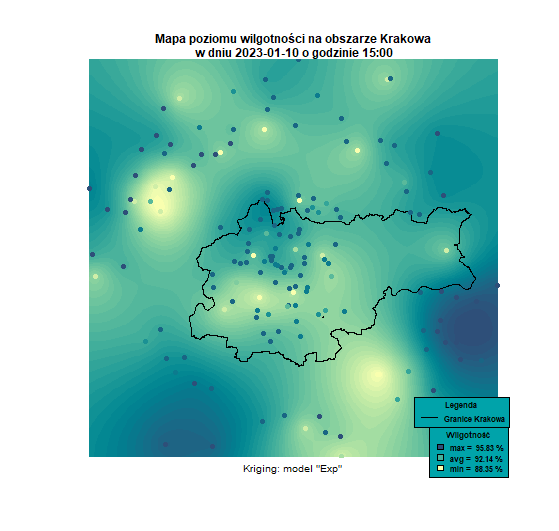 Mapa poziomu wilgotności na obszarze Krakowa
w dniu 2023-01-10 o godzinie 15:00
Legenda
Granice Krakowa
Wilgotność
max = 95.83 %
avg = 92.14 %
min = 88.35 %
Kriging: model "Exp"